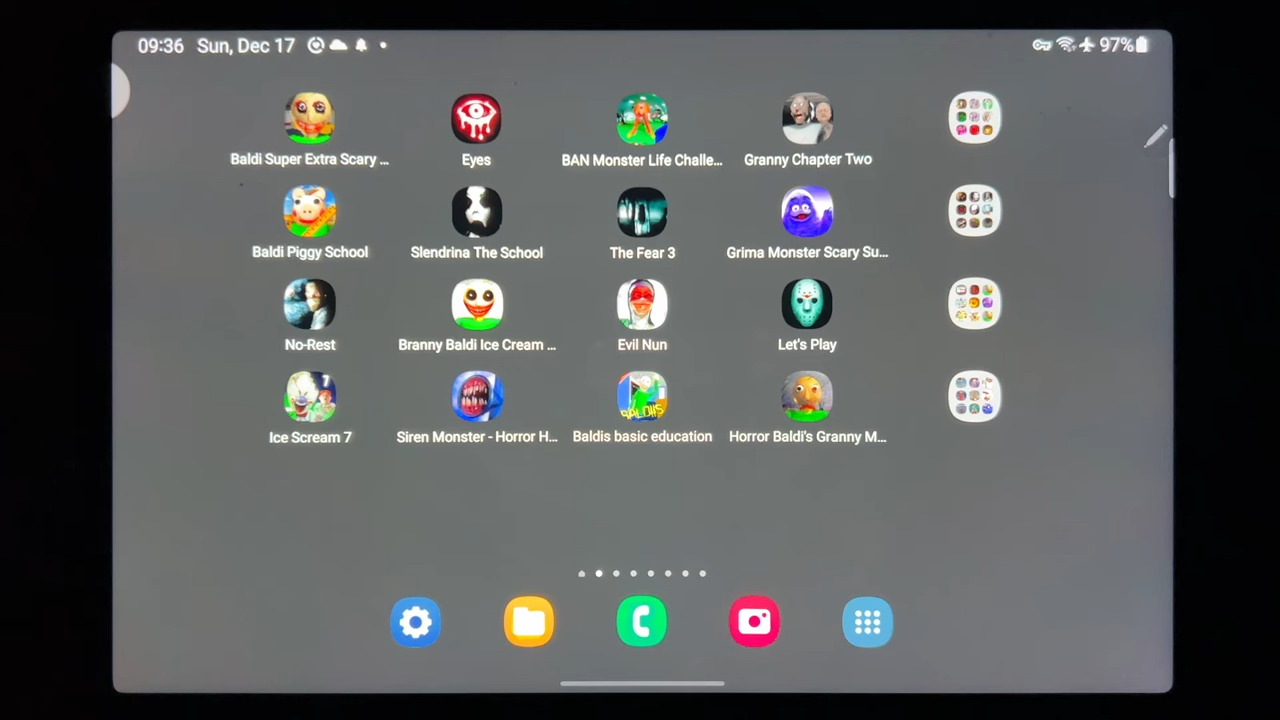 09:36 Sun, Dec 17 97%
Baldi Super Extra Scary ... Eyes BAN Monster Life Challe... Granny Chapter Two
Baldi Piggy School Slendrina The School The Fear 3 Grima Monster Scary Su...
No-Rest Branny Baldi Ice Cream ... Evil Nun Let's Play
7
BALDIIS
Ice Scream 7 Siren Monster - Horror H... Baldis basic education Horror Baldi's Granny M...